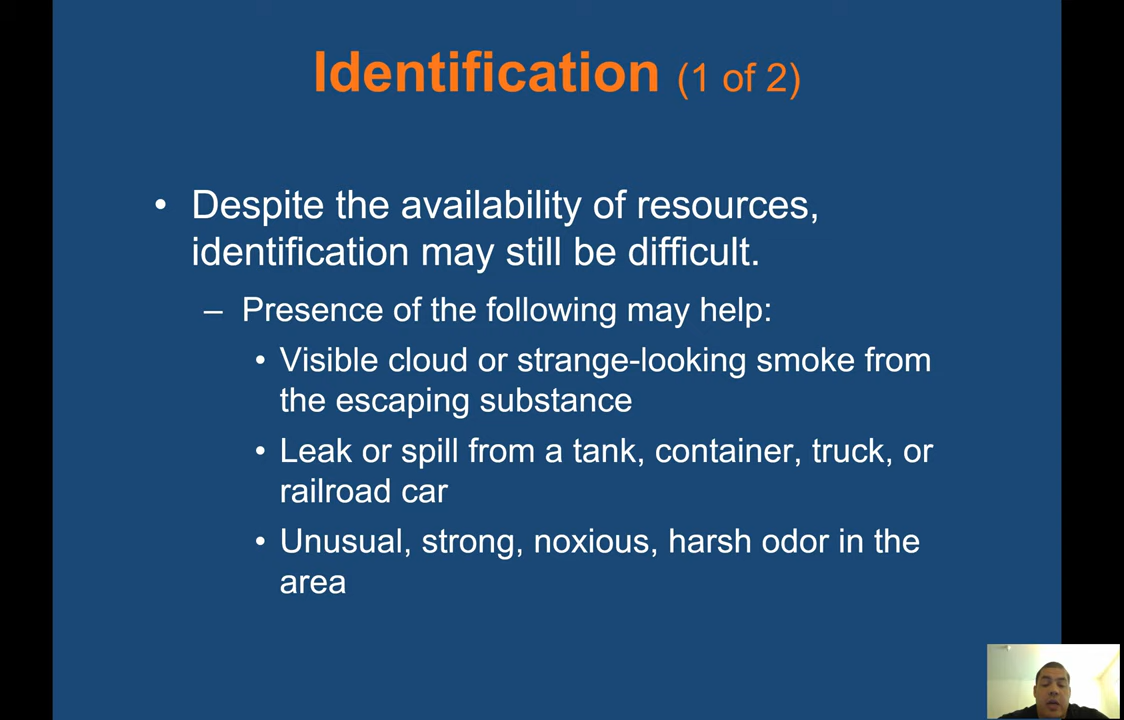 Identification (1 of 2)
• Despite the availability of resources,
identification may still be difficult.
– Presence of the following may help:
• Visible cloud or strange-looking smoke from
the escaping substance
• Leak or spill from a tank, container, truck, or
railroad car
• Unusual, strong, noxious, harsh odor in the
area